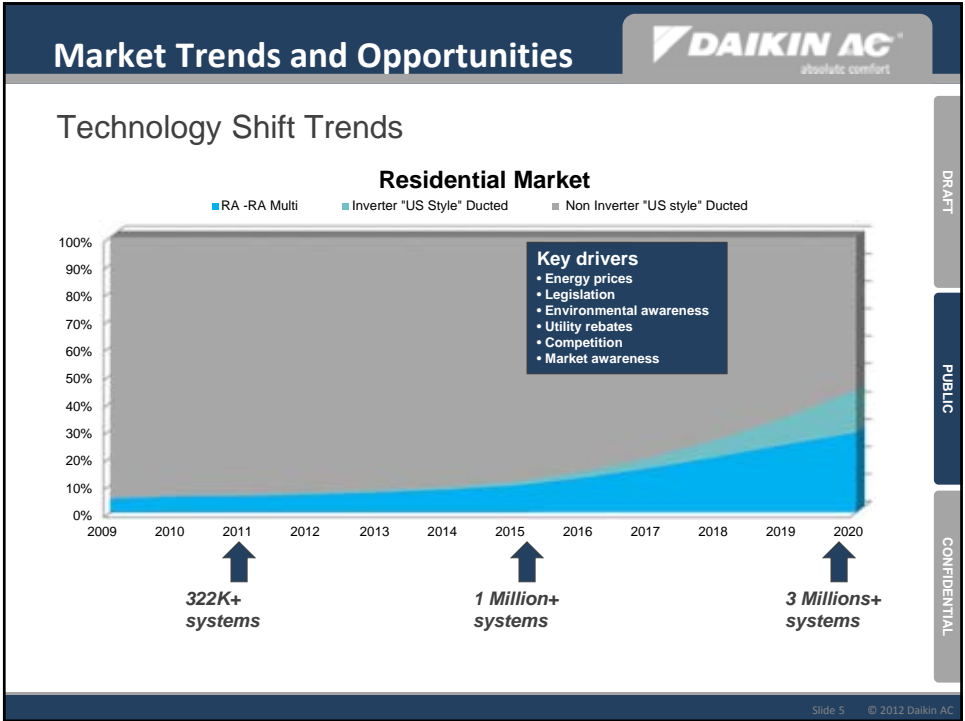 Market Trends and Opportunities
DAIKIN AC
absolute comfort
Technology Shift Trends
Residential Market
RA -RA Multi
Inverter "US Style" Ducted
Non Inverter "US style" Ducted
100%
90%
80%
70%
60%
50%
40%
30%
20%
10%
0%
Key drivers
• Energy prices
• Legislation
• Environmental awareness
• Utility rebates
• Competition
• Market awareness
2009 2010 2011 2012 2013 2014 2015 2016 2017 2018 2019 2020
322K+
systems
1 Million+
systems
3 Millions+
systems
DRAFT
PUBLIC
CONFIDENTIAL
Slide 5 © 2012 Daikin AC